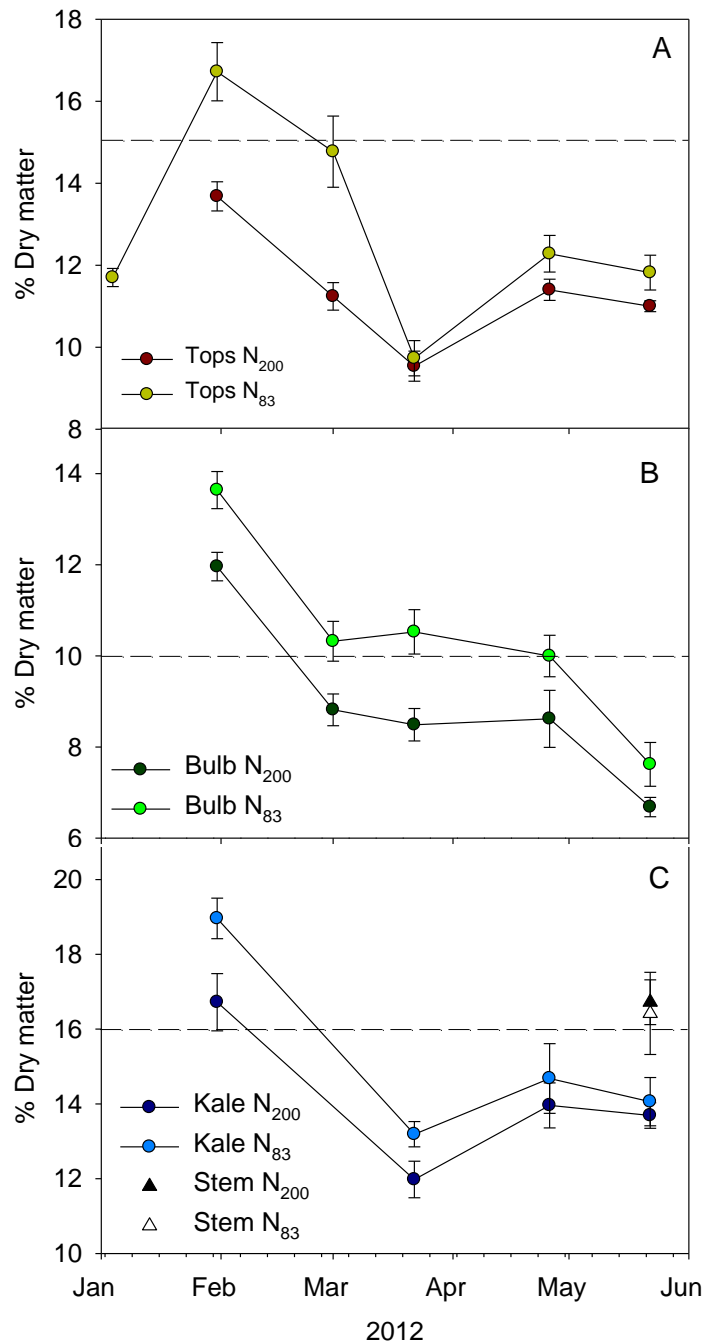 18
A
16
14
12
10
8
% Dry matter
Tops N200
Tops N83
B
14
12
10
8
6
% Dry matter
Bulb N200
Bulb N83
C
20
18
16
14
12
10
% Dry matter
Kale N200
Kale N83
Stem N200
Stem N83
Jan Feb Mar Apr May Jun
2012